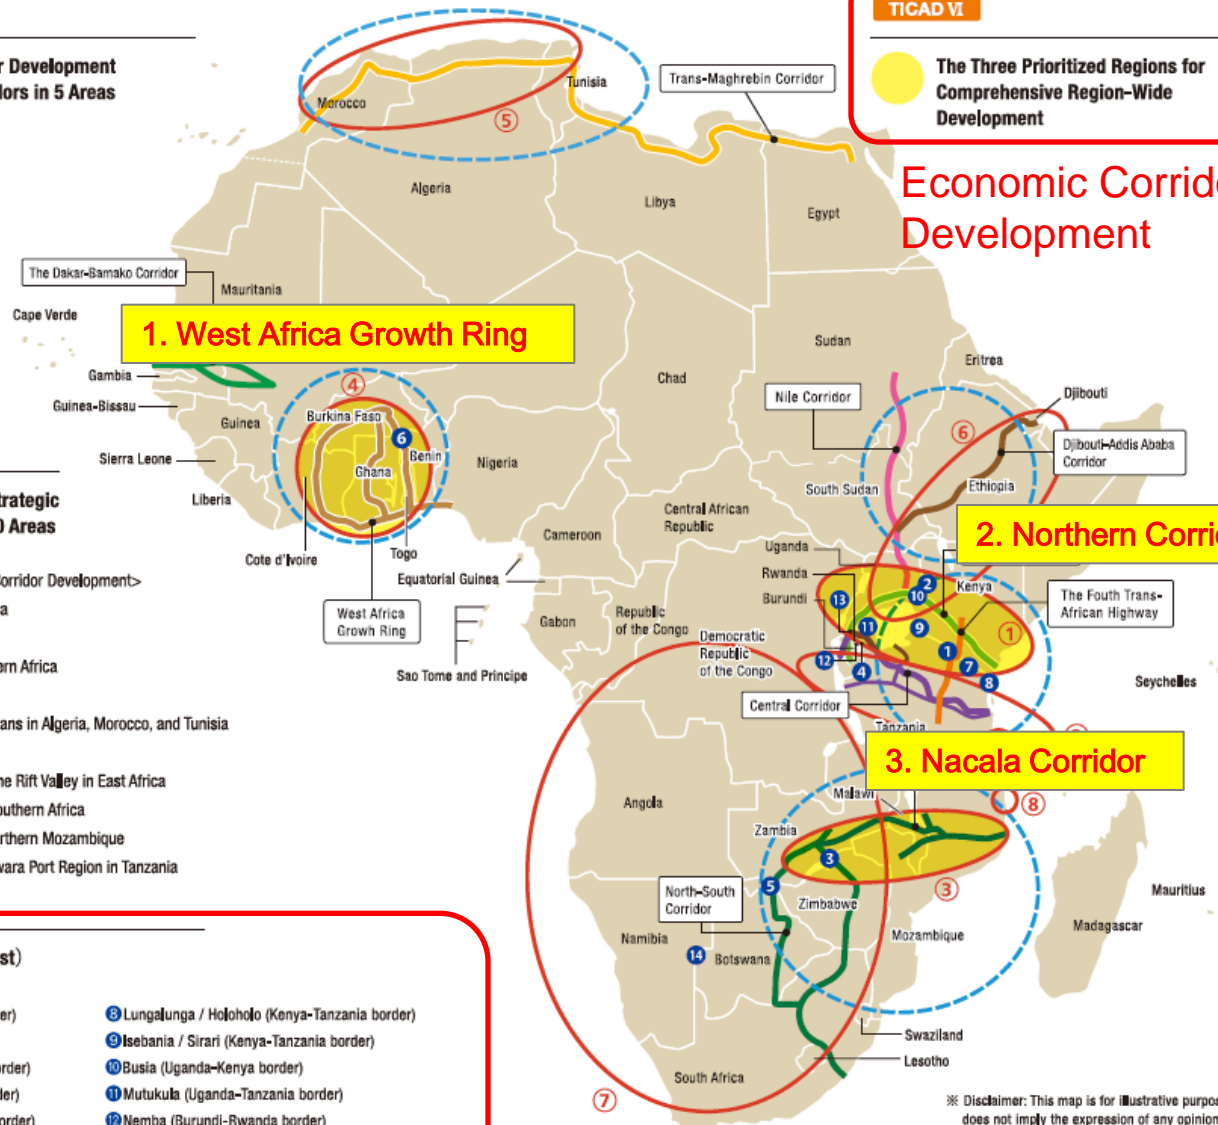 r Development
lors in 5 Areas
TICAD VI
The Three Prioritized Regions for
Comprehensive Region-Wide
Development
Economic Corrid
Development
Trans-Maghrebin Corridor
Tunisia
Morocco
⑤
Algeria
Libya
Egypt
The Dakar-Bamako Corridor
Mauritania
Cape Verde
1. West Africa Growth Ring
Gambia
Guinea-Bissau
Guinea
Sierra Leone
Liberia
④
Burkina Faso
6
Benin
Ghana
Nigeria
Cote d'Ivoire
Togo
West Africa
Growh Ring
Chad
Sudan
Eritrea
Nile Corridor
Djibouti
⑥
Djibouti-Addis Ababa
Corridor
South Sudan
Ethiopia
Central African
Republic
Cameroon
Equatorial Guinea
Sao Tome and Principe
Gabon
Republic
of the Congo
Democratic
Republic
of the Congo
2. Northern Corri
Uganda
Rwanda
Burundi
Kenya
The Fouth Trans-
African Highway
2
10
13
11
9
①
1
7
12
4
8
Seychelles
Central Corridor
Tanzania
3. Nacala Corridor
Malawi
⑧
Angola
Zambia
3
5
③
North-South
Corridor
Zimbabwe
Mozambique
Namibia
14
Botswana
Madagascar
Mauritius
Swaziland
Lesotho
South Africa
⑦
trategic
0 Areas
orridor Development>
a
ern Africa
ans in Algeria, Morocco, and Tunisia
he Rift Valley in East Africa
outhern Africa
rthern Mozambique
wara Port Region in Tanzania
st)
er)
rder)
der)
order)
8 Lungalunga / Holoholo (Kenya-Tanzania border)
9 Isebania / Sirari (Kenya-Tanzania border)
10 Busia (Uganda-Kenya border)
11 Mutukula (Uganda-Tanzania border)
12 Nemba (Burundi-Rwanda border)
※ Disclaimer: This map is for illustrative purpos
does not imply the expression of any opinion